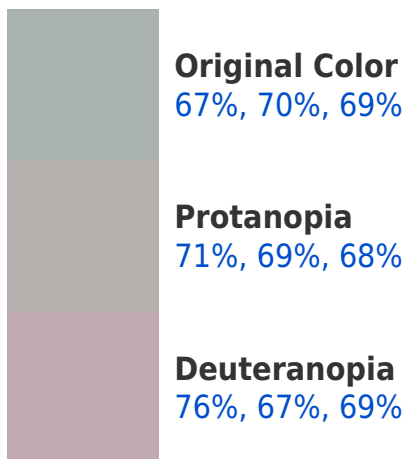 Original Color
67%, 70%, 69%
Protanopia
71%, 69%, 68%
Deuteranopia
76%, 67%, 69%